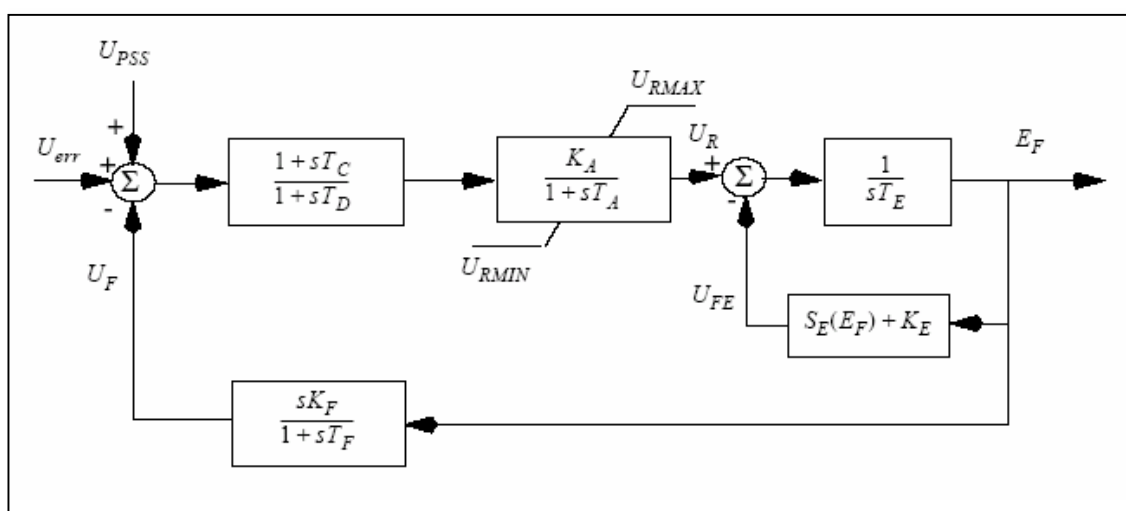 U_PSS
U_err
+
+
-
Σ
1 + sT_C
1 + sT_D
U_RMAX
K_A
1 + sT_A
U_RMIN
U_R
+
-
Σ
1
sT_E
E_F
U_F
U_FE
S_E(E_F) + K_E
sK_F
1 + sT_F